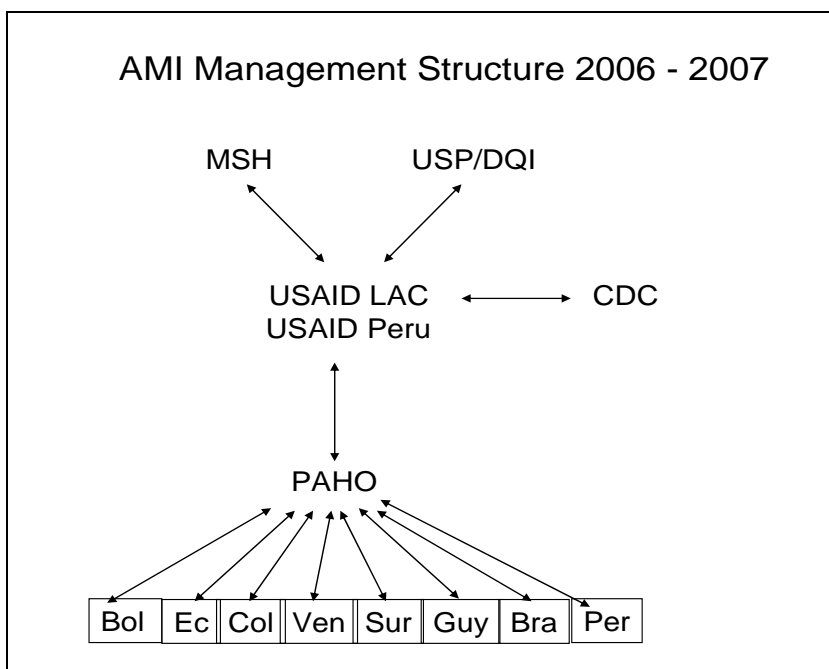 AMI Management Structure 2006 - 2007
MSH USP/DQI
USAID LAC CDC
USAID Peru
PAHO
Bol Ec Col Ven Sur Guy Bra Per